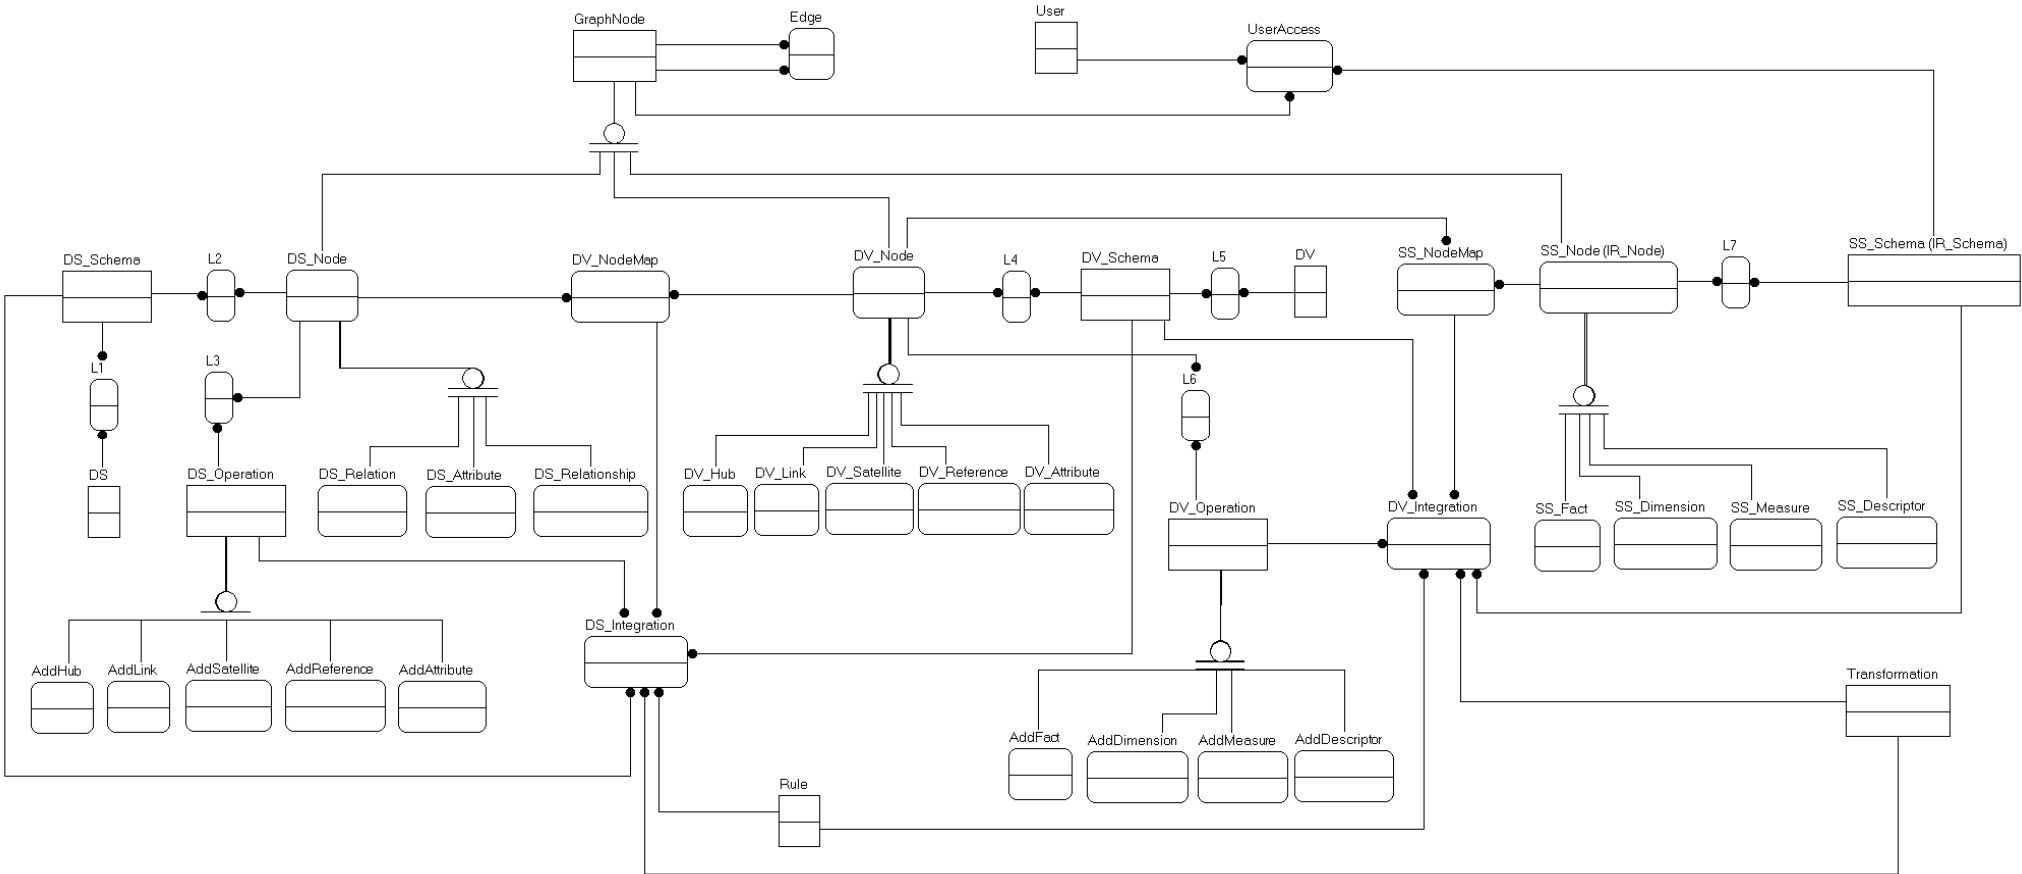 GraphNode
Edge
User
UserAccess
DS_Schema
L2
DS_Node
DV_NodeMap
DV_Node
L4
DV_Schema
L5
DV
SS_NodeMap
SS_Node (IR_Node)
L7
SS_Schema (IR_Schema)
L1
L3
L6
DS
DS_Operation
DS_Relation
DS_Attribute
DS_Relationship
DV_Hub
DV_Link
DV_Satellite
DV_Reference
DV_Attribute
DV_Operation
DV_Integration
SS_Fact
SS_Dimension
SS_Measure
SS_Descriptor
DS_Integration
AddHub
AddLink
AddSatellite
AddReference
AddAttribute
Transformation
AddFact
AddDimension
AddMeasure
AddDescriptor
Rule